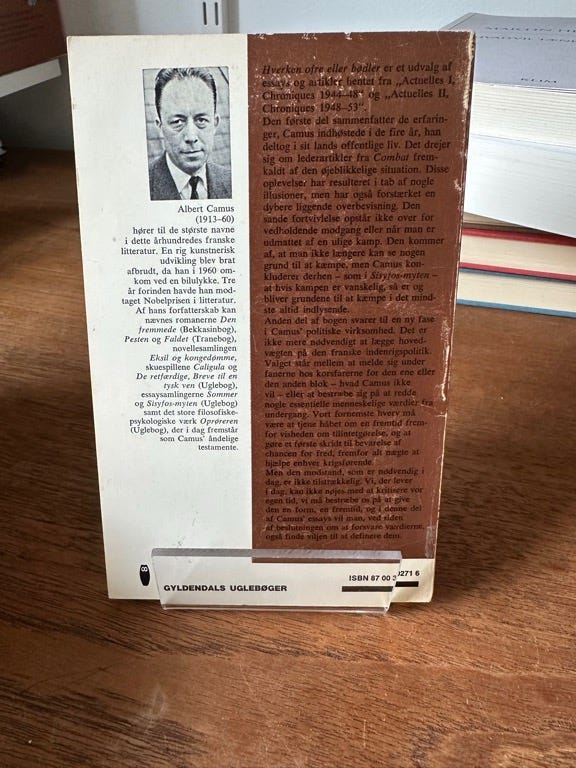 Albert Camus
(1913–60)
hører til de største navne
i dette århundredes franske
litteratur. En rig kunstnerisk
udvikling blev brat
afbrudt, da han i 1960 om-
kom ved en bilulykke. Tre
år forinden havde han mod-
taget Nobelprisen i litteratur.
Af hans forfatterskab kan
nævnes romanerne Den
fremmede (Bekkasinbog),
Pesten og Faldet (Tranebog),
novellesamlingen
Eksil og kongedømme,
skuespillene Caligula og
De retfærdige, Breve til en
tysk ven (Uglebog),
essaysamlingerne Sommer
og Sisyfos-myten (Uglebog)
samt det store filosofiske-
psykologiske værk Oprøreren
(Uglebog), der i dag fremstår
som Camus' åndelige
testamente.
Hverken ofre eller bødler er et udvalg af
essays og artikler hentet fra „Actuelles I,
Chroniques 1944–48" og „Actuelles II,
Chroniques 1948–53".
Den første del sammenfatter de erfarin-
ger, Camus indhøstede i de fire år, han
deltog i sit lands offentlige liv. Det drejer
sig om lederartikler fra Combat frem-
kaldt af den øjeblikkelige situation. Disse
oplevelser har resulteret i tab af nogle
illusioner, men har også forstærket en
dybere liggende overbevisning. Den
sande fortvivlelse opstår ikke over for
vedholdende modgang eller når man er
udmattet af en ulige kamp. Den kommer
af, at man ikke længere kan se nogen
grund til at kæmpe, men Camus kon-
kluderer derhen – som i Sisyfos-myten –
at hvis kampen er vanskelig, så er og
bliver grundene til at kæmpe i det mind-
ste altid indlysende.
Anden del af bogen svarer til en ny fase
i Camus' politiske virksomhed. Det er
ikke mere nødvendigt at lægge hoved-
vægten på den franske indenrigspolitik.
Valget står mellem at melde sig under
fanerne hos korsfarerne for den ene eller
den anden blok – hvad Camus ikke
vil – eller at bestræbe sig på at redde
nogle essentielle menneskelige værdier fra
undergang. Vort fornemste hverv må
være at tjene håbet om en fremtid frem-
for visheden om tilintetgørelse, og at
gøre et første skridt til bevarelse af
chancen for fred, fremfor alt nægte at
hjælpe enhver krigsførende.
Men den modstand, som er nødvendig i
dag, er ikke tilstrækkelig. Vi, der lever
i dag, kan ikke nøjes med at kritisere vor
egen tid, vi må bestræbe os på at give
den en form, en fremtid, og i denne del
af Camus' essays vil man, ved siden
af beslutningen om at forsvare værdierne,
også finde viljen til at definere dem.
8
GYLDENDALS UGLEBØGER
ISBN 87 00 3 0271 6
KLIM